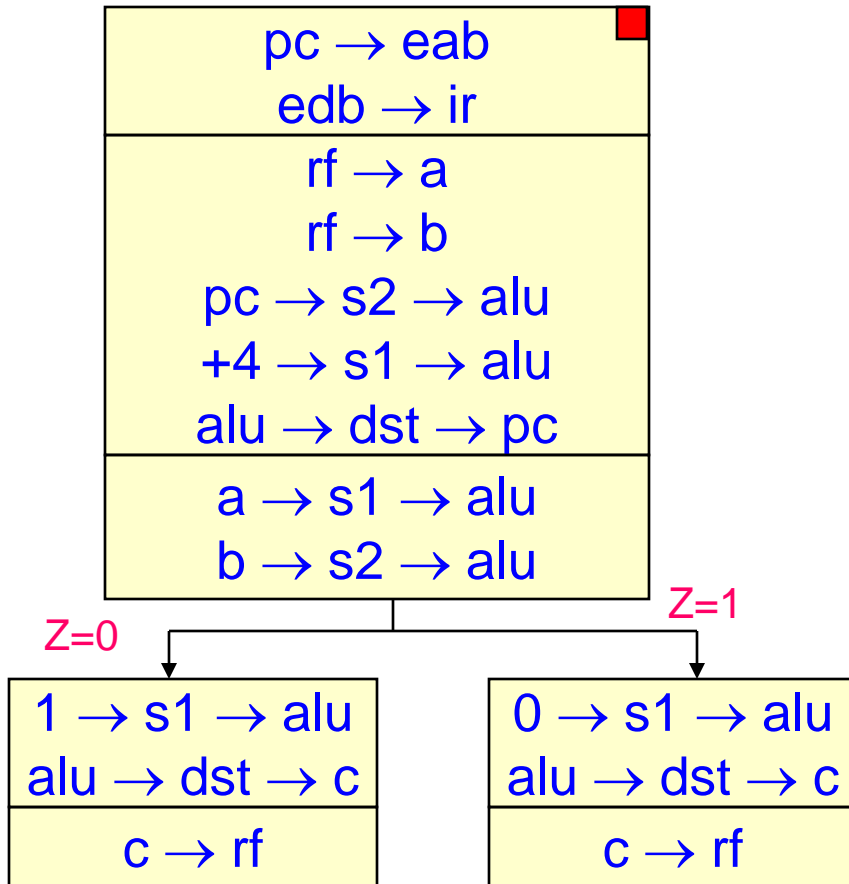 pc → eab
edb → ir
rf → a
rf → b
pc → s2 → alu
+4 → s1 → alu
alu → dst → pc
a → s1 → alu
b → s2 → alu
Z=0
Z=1
1 → s1 → alu
alu → dst → c
c → rf
0 → s1 → alu
alu → dst → c
c → rf